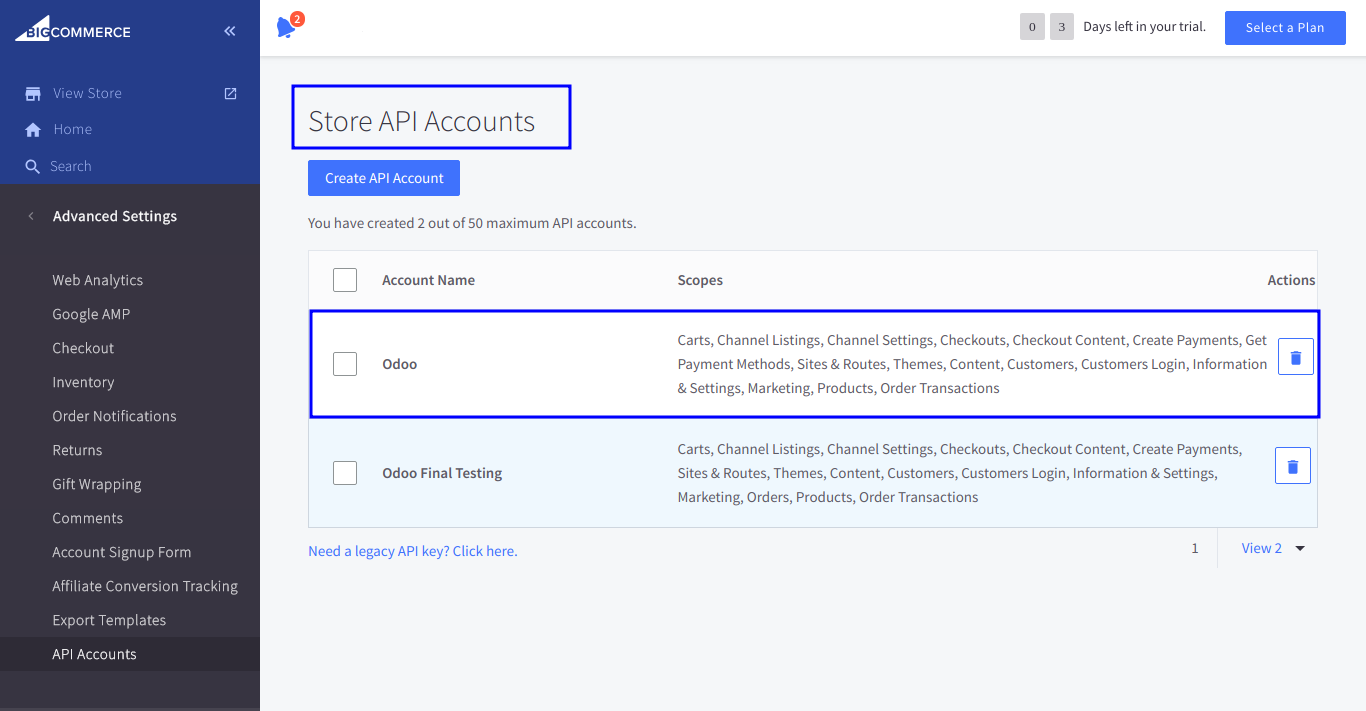 BIGCOMMERCE
2
0 3 Days left in your trial.
Select a Plan
View Store
Home
Search
Advanced Settings
Web Analytics
Google AMP
Checkout
Inventory
Order Notifications
Returns
Gift Wrapping
Comments
Account Signup Form
Affiliate Conversion Tracking
Export Templates
API Accounts
Store API Accounts
Create API Account
You have created 2 out of 50 maximum API accounts.
Account Name Scopes Actions
Odoo
Carts, Channel Listings, Channel Settings, Checkouts, Checkout Content, Create Payments, Get
Payment Methods, Sites & Routes, Themes, Content, Customers, Customers Login, Information
& Settings, Marketing, Products, Order Transactions
Odoo Final Testing
Carts, Channel Listings, Channel Settings, Checkouts, Checkout Content, Create Payments,
Sites & Routes, Themes, Content, Customers, Customers Login, Information & Settings,
Marketing, Orders, Products, Order Transactions
Need a legacy API key? Click here.
1
View 2